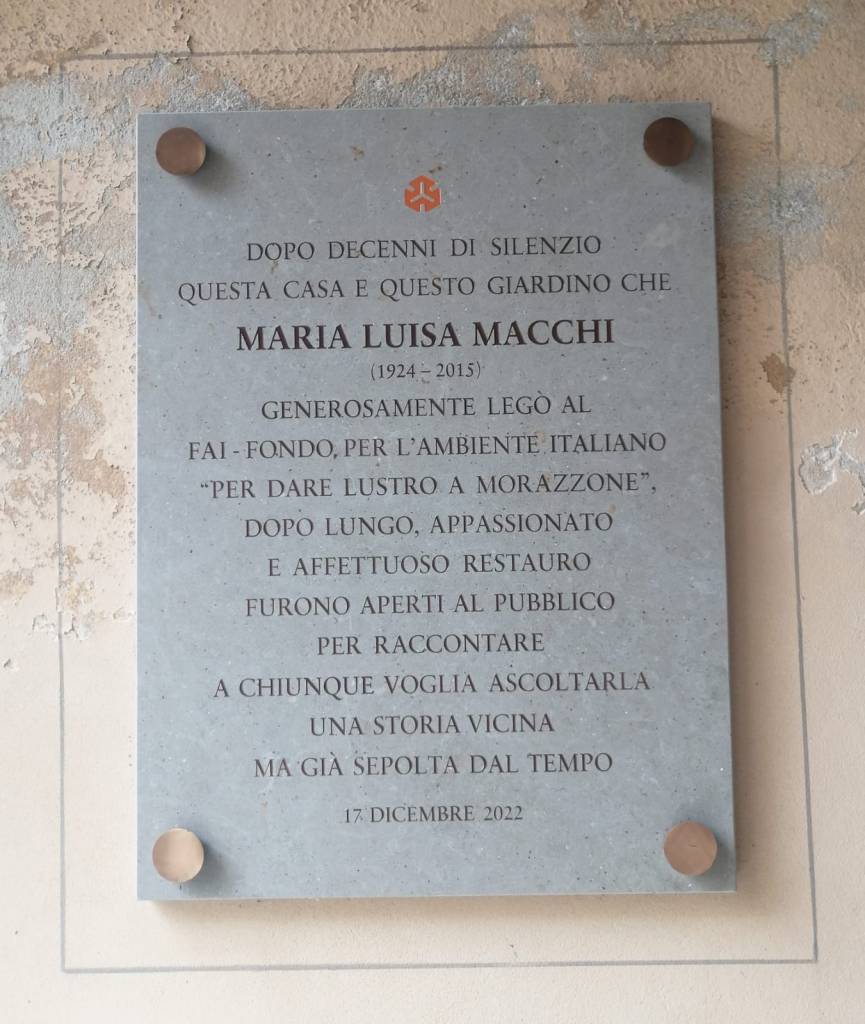 DOPO DECENNI DI SILENZIO
QUESTA CASA E QUESTO GIARDINO CHE
MARIA LUISA MACCHI
(1924 – 2015)
GENEROSAMENTE LEGÒ AL
FAI - FONDO PER L'AMBIENTE ITALIANO
“PER DARE LUSTRO A MORAZZONE”,
DOPO LUNGO, APPASSIONATO
E AFFETTUOSO RESTAURO
FURONO APERTI AL PUBBLICO
PER RACCONTARE
A CHIUNQUE VOGLIA ASCOLTARLA
UNA STORIA VICINA
MA GIÀ SEPOLTA DAL TEMPO
17 DICEMBRE 2022